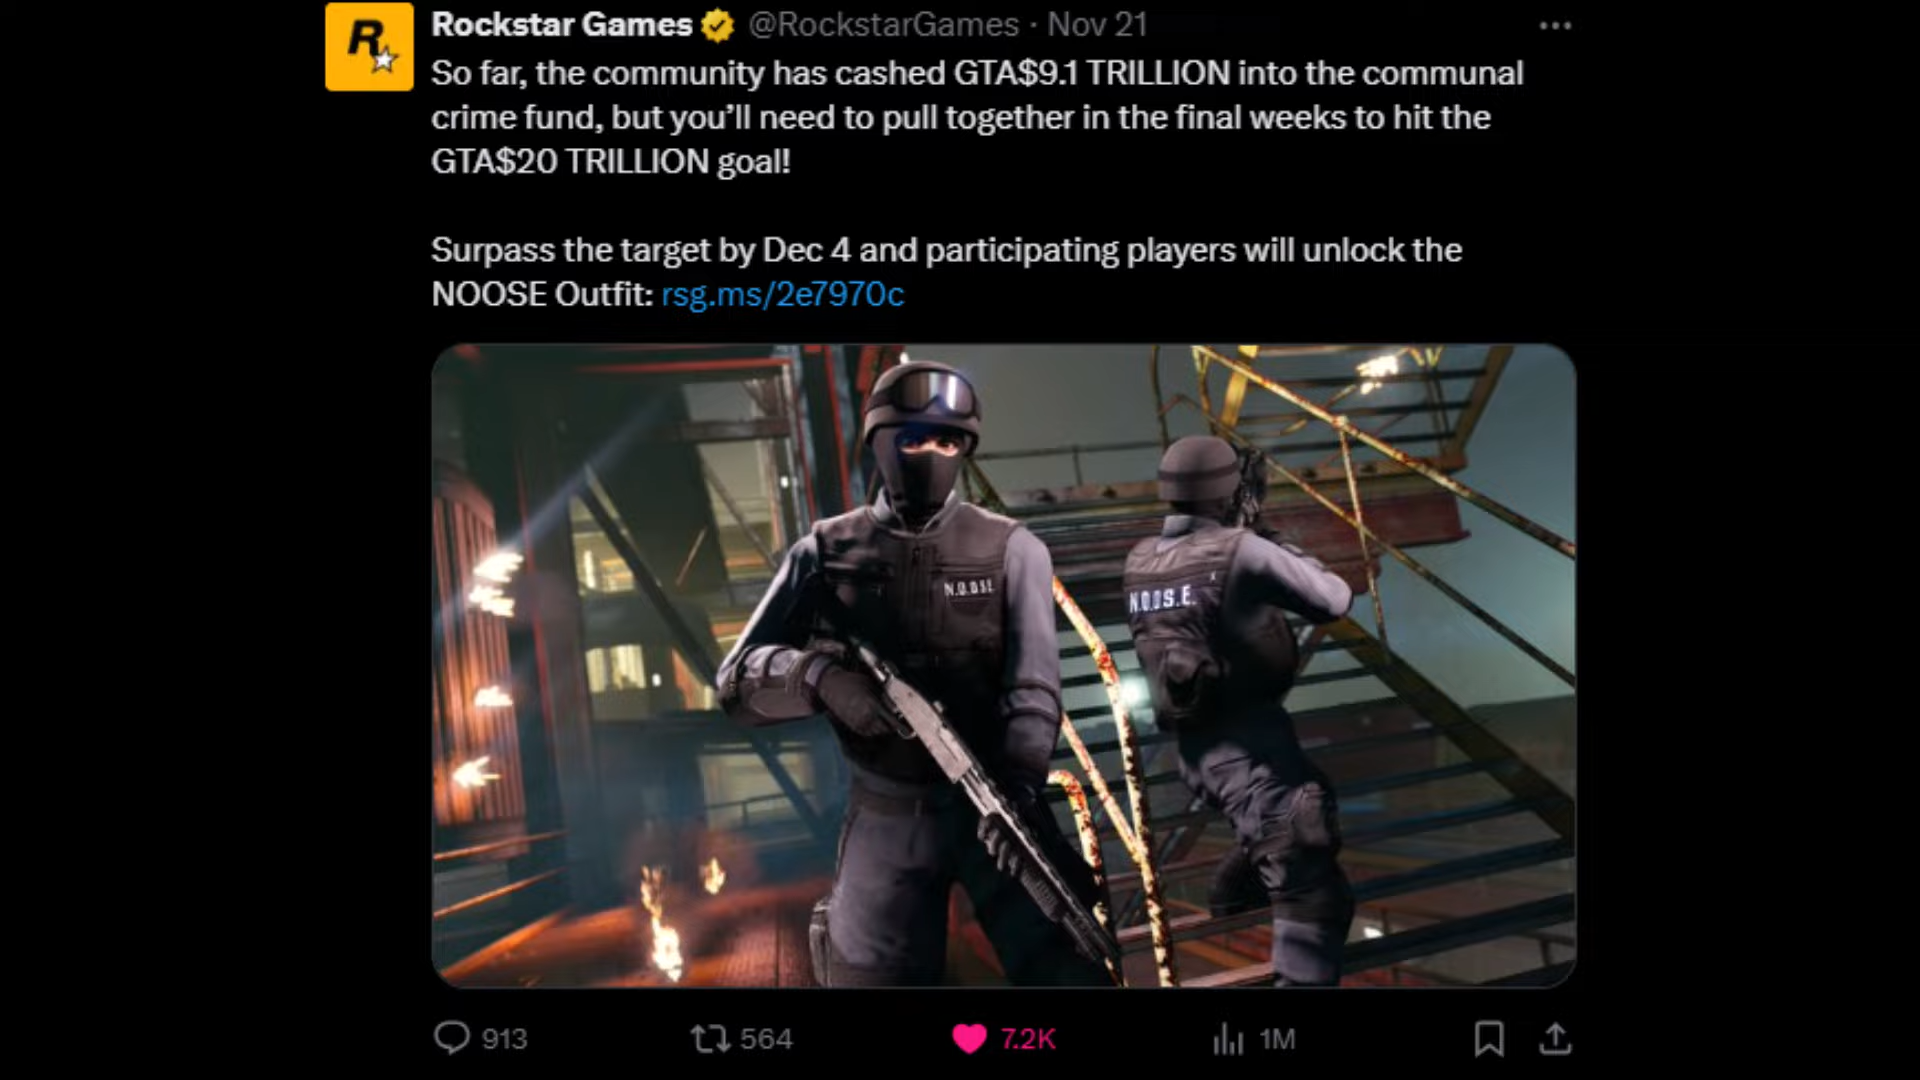 Rockstar Games @RockstarGames · Nov 21
So far, the community has cashed GTA$9.1 TRILLION into the communal
crime fund, but you’ll need to pull together in the final weeks to hit the
GTA$20 TRILLION goal!
Surpass the target by Dec 4 and participating players will unlock the
NOOSE Outfit: rsg.ms/2e7970c
N.O.O.S.E.
N.O.O.S.E.
913 564 7.2K 1M